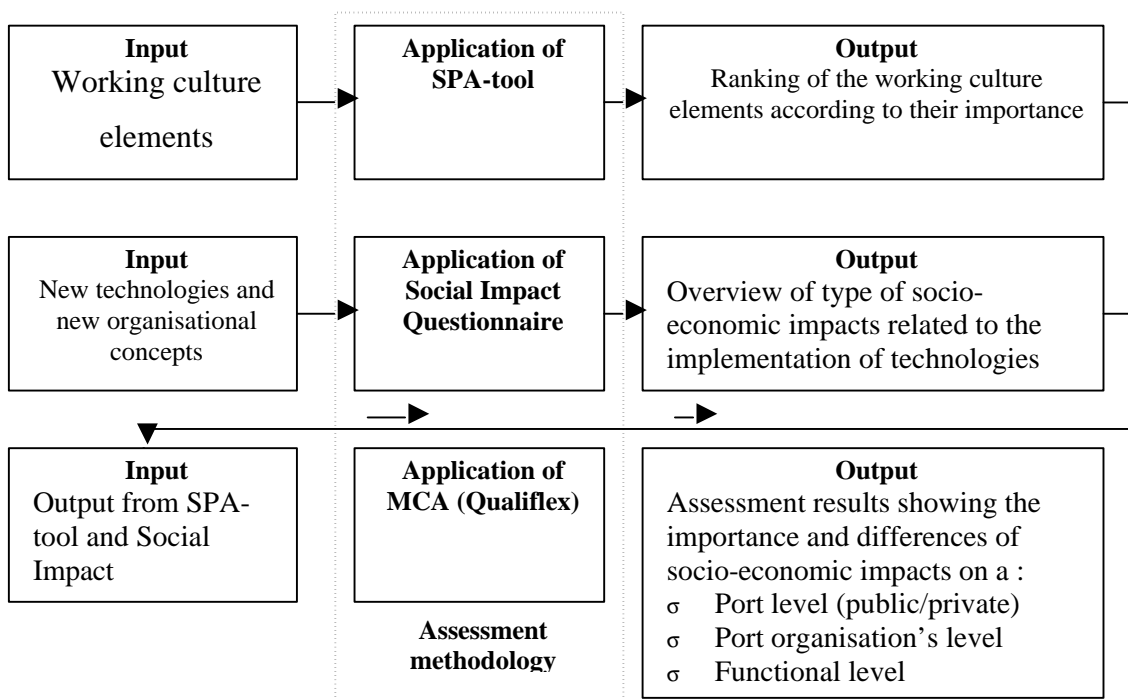 Input
Working culture
elements
Application of
SPA-tool
Output
Ranking of the working culture
elements according to their importance
Input
New technologies and
new organisational
concepts
Application of
Social Impact
Questionnaire
Output
Overview of type of socio-
economic impacts related to the
implementation of technologies
Input
Output from SPA-
tool and Social
Impact
Application of
MCA (Qualiflex)
Assessment
methodology
Output
Assessment results showing the
importance and differences of
socio-economic impacts on a :
σ Port level (public/private)
σ Port organisation's level
σ Functional level